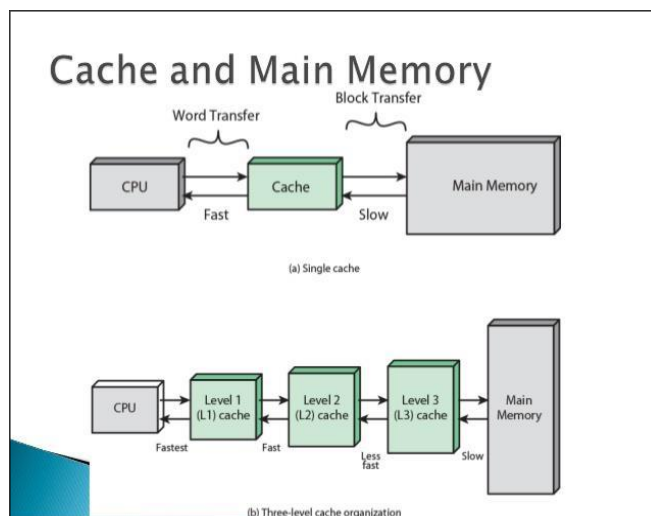 Cache and Main Memory
Block Transfer
Word Transfer
CPU
Cache
Main Memory
Fast
Slow
(a) Single cache
Level 1
(L1) cache
Level 2
(L2) cache
Level 3
(L3) cache
CPU
Main
Memory
Fastest
Fast
Less
fast
Slow
(b) Three-level cache organization